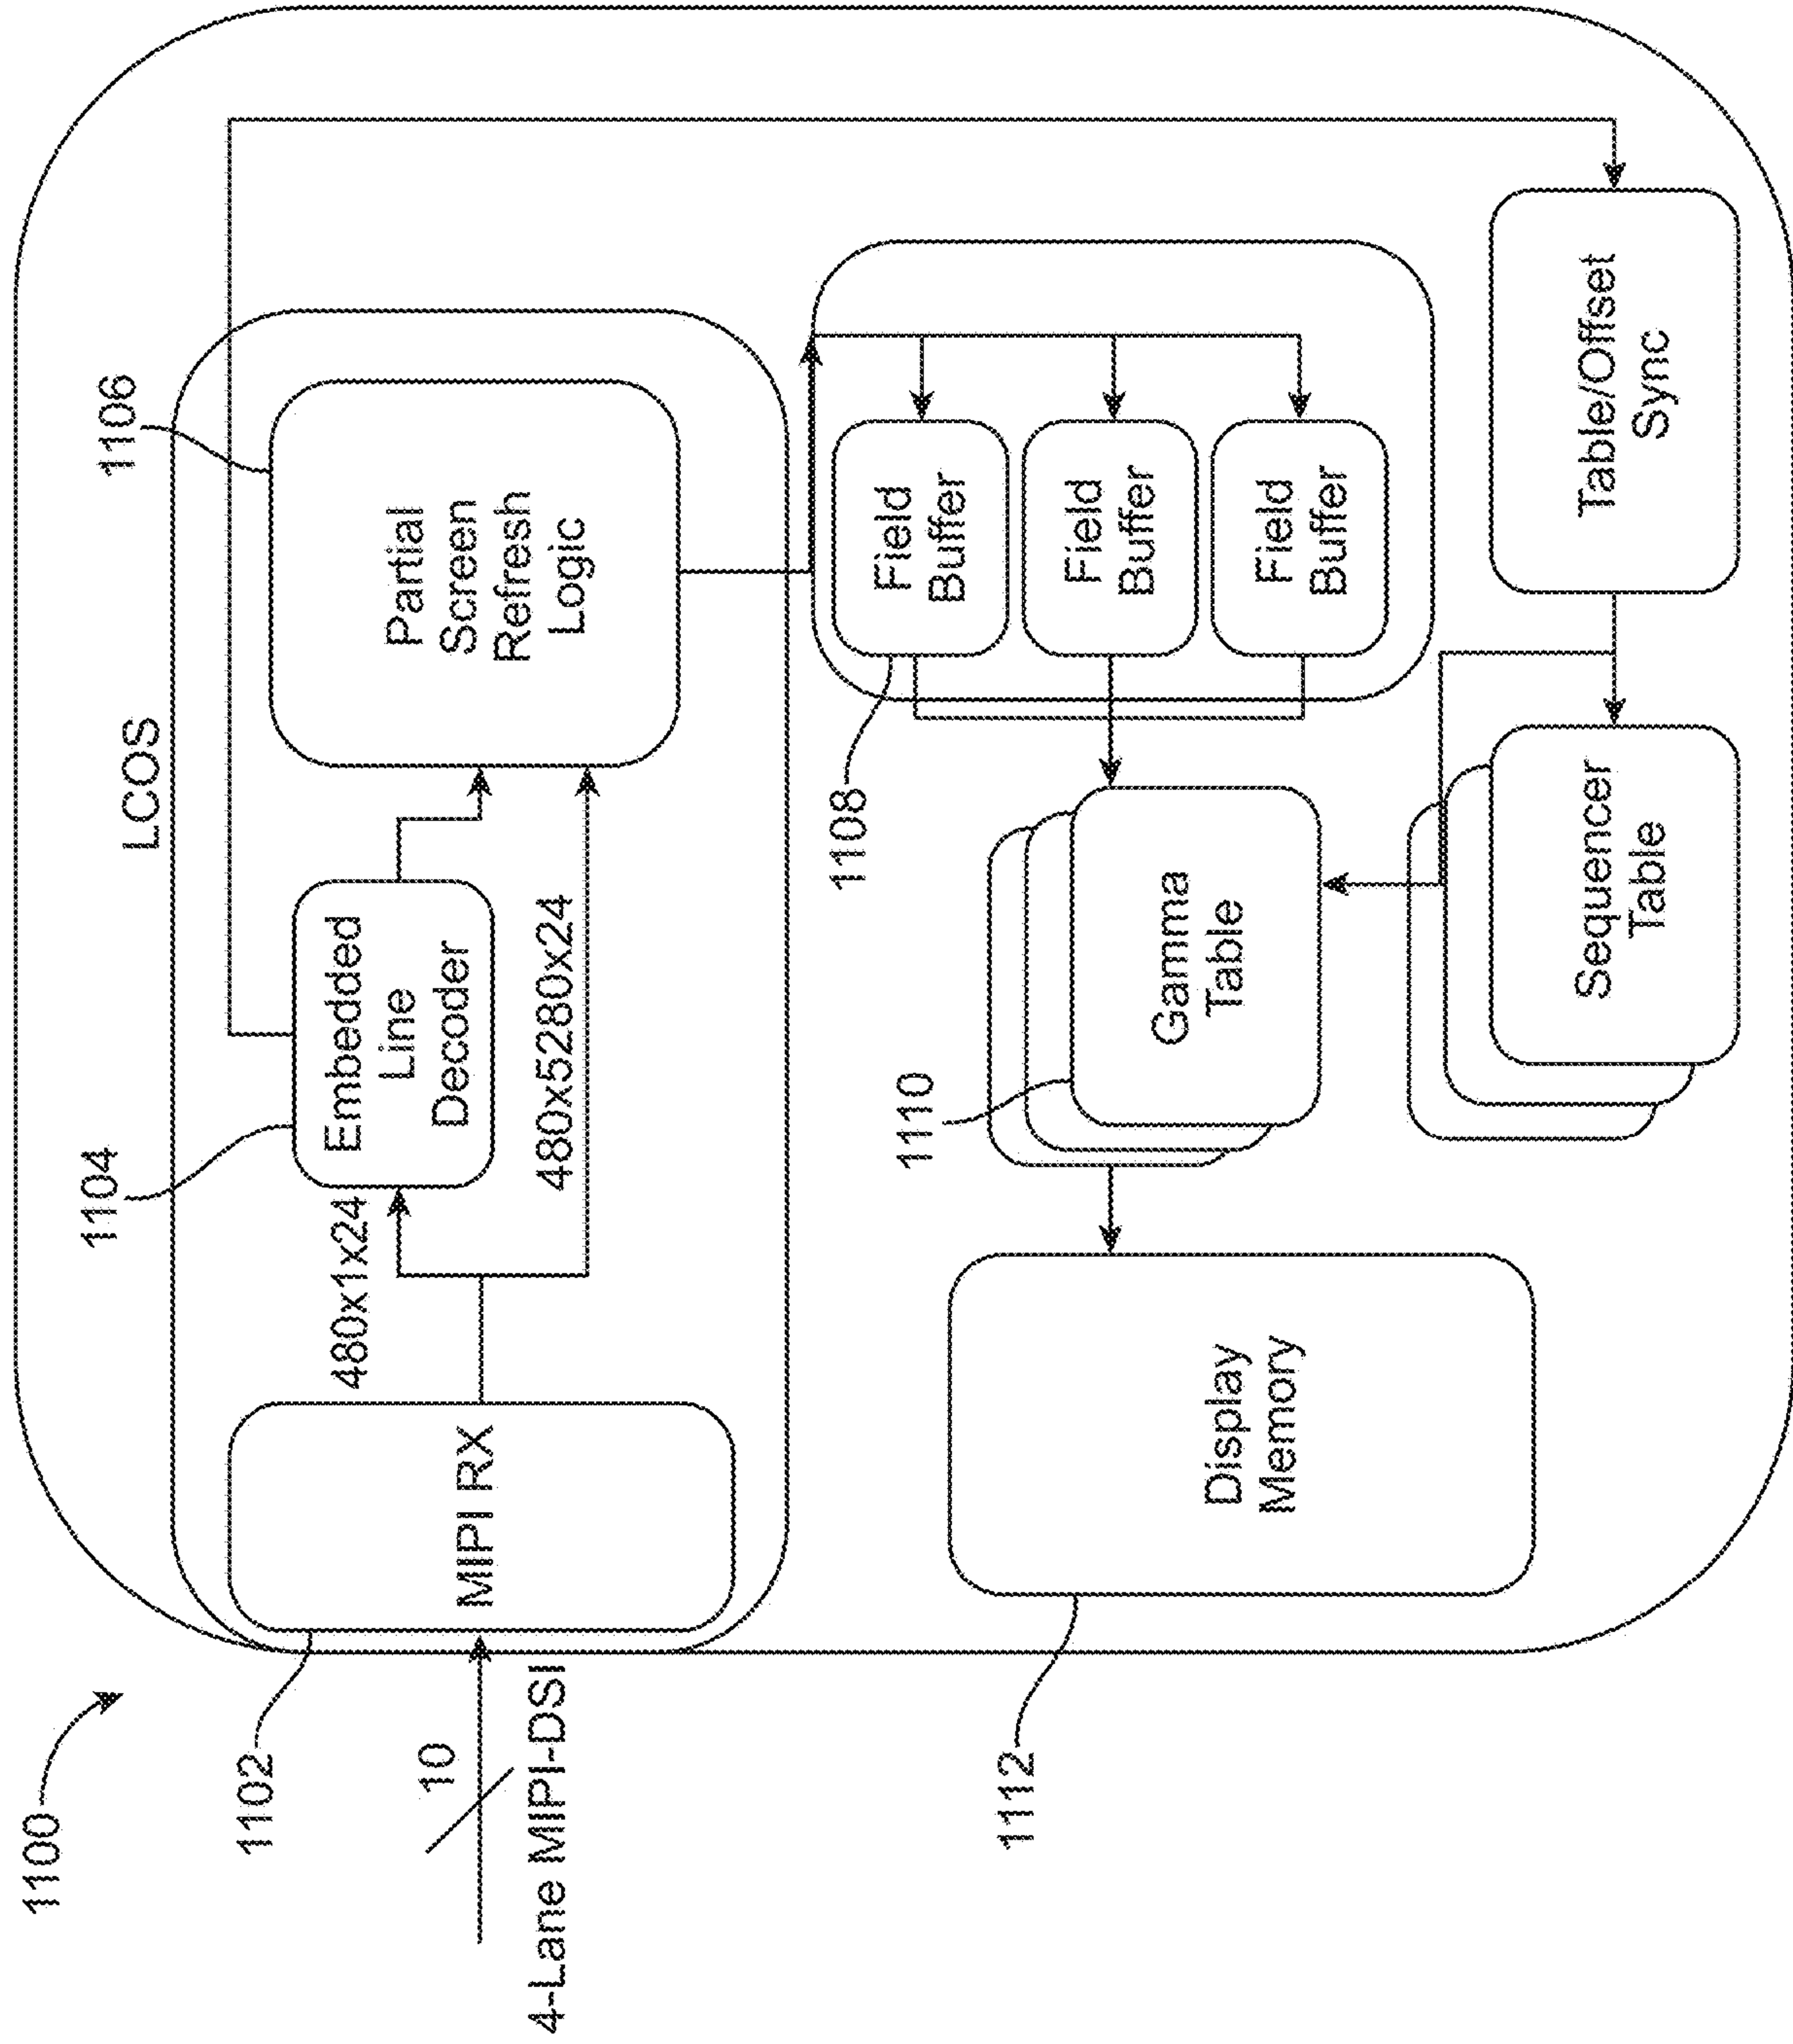 1100
LCOS
1102
1104
1106
10
4-Lane MIPI-DSI
MIPI RX
480x1x24
Embedded
Line
Decoder
480x5280x24
Partial
Screen
Refresh
Logic
1108
Field
Buffer
Field
Buffer
Field
Buffer
1110
Gamma
Table
1112
Display
Memory
Sequencer
Table
Table/Offset
Sync